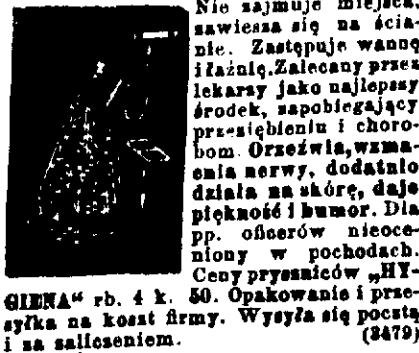 Nie zajmuje miejsca,
zawiesza się na ścia-
nie. Zastępuje wannę
i łaźnię. Zalecany przez
lekarzy jako najlepszy
środek, zapobiegający
przeziębieniu i choro-
bom. Orzeźwia, wzma-
cnia nerwy, dodatnio
działa na skórę, daje
piękność i humor. Dla
pp. oficerów nieoce-
niony w pochodach.
Ceny pryszniców „HY-
GIENA“ rb. 4 k. 50. Opakowanie i prze-
syłka na koszt firmy. Wysyła się pocztą
i za zaliczeniem. (3479)